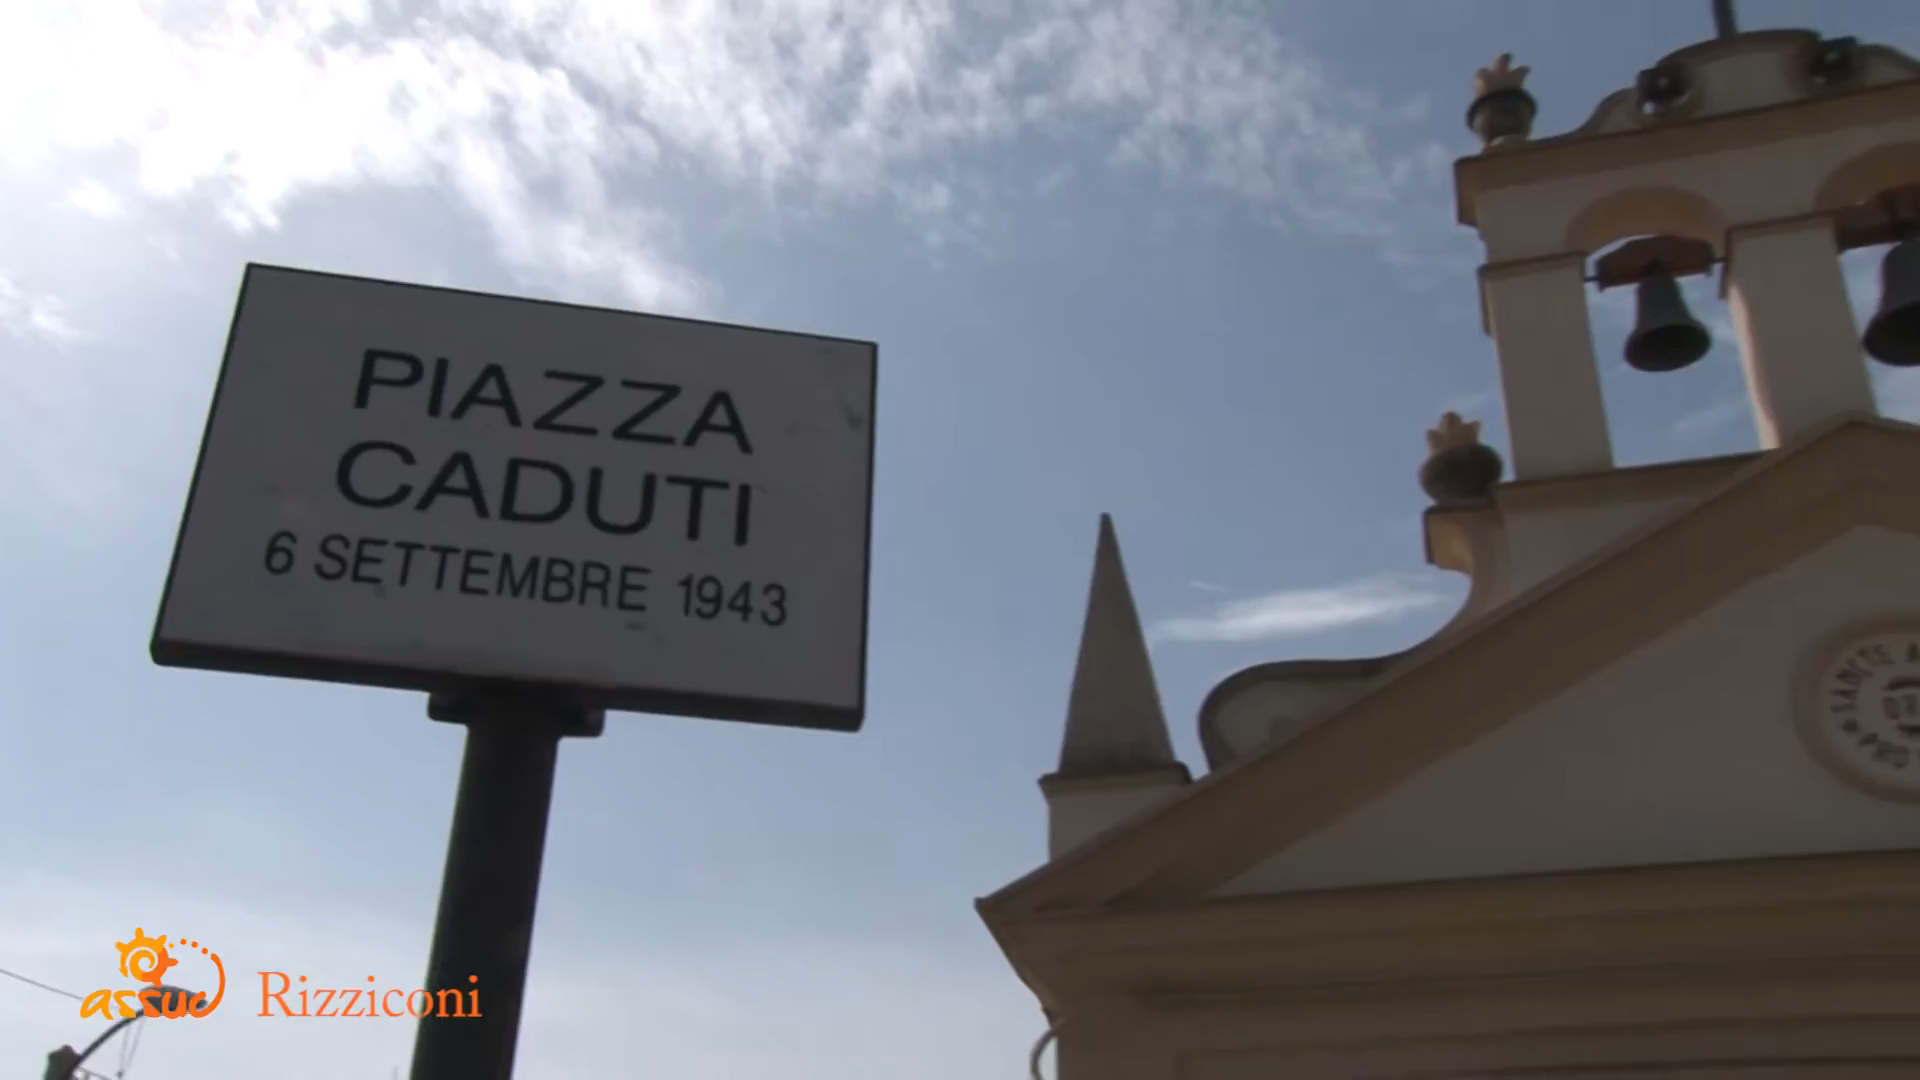 PIAZZA
CADUTI
6 SETTEMBRE 1943
assud
Rizziconi